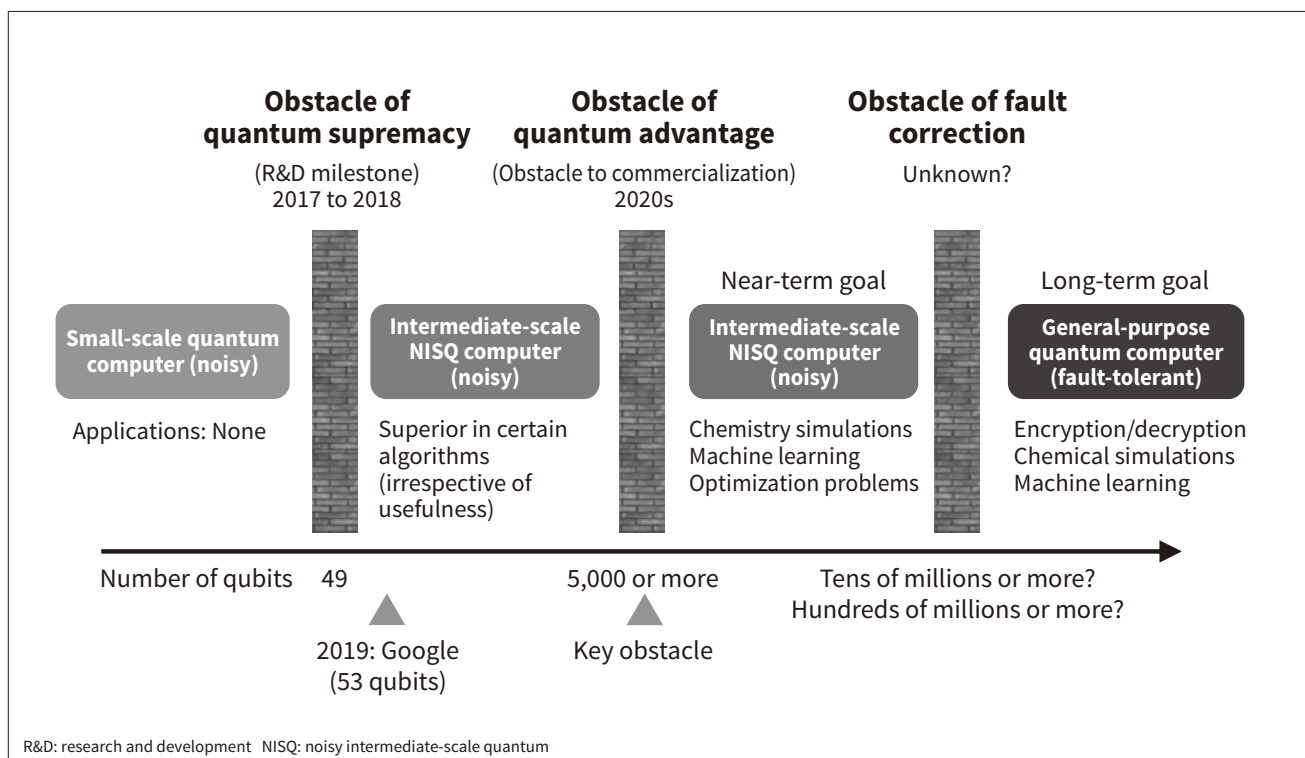 Obstacle of
quantum supremacy
(R&D milestone)
2017 to 2018
Obstacle of
quantum advantage
(Obstacle to commercialization)
2020s
Obstacle of fault
correction
Unknown?
Near-term goal
Long-term goal
Small-scale quantum
computer (noisy)
Intermediate-scale
NISQ computer
(noisy)
Intermediate-scale
NISQ computer
(noisy)
General-purpose
quantum computer
(fault-tolerant)
Applications: None
Superior in certain
algorithms
(irrespective of
usefulness)
Chemistry simulations
Machine learning
Optimization problems
Encryption/decryption
Chemical simulations
Machine learning
Number of qubits
49
5,000 or more
Tens of millions or more?
Hundreds of millions or more?
2019: Google
(53 qubits)
Key obstacle
R&D: research and development NISQ: noisy intermediate-scale quantum